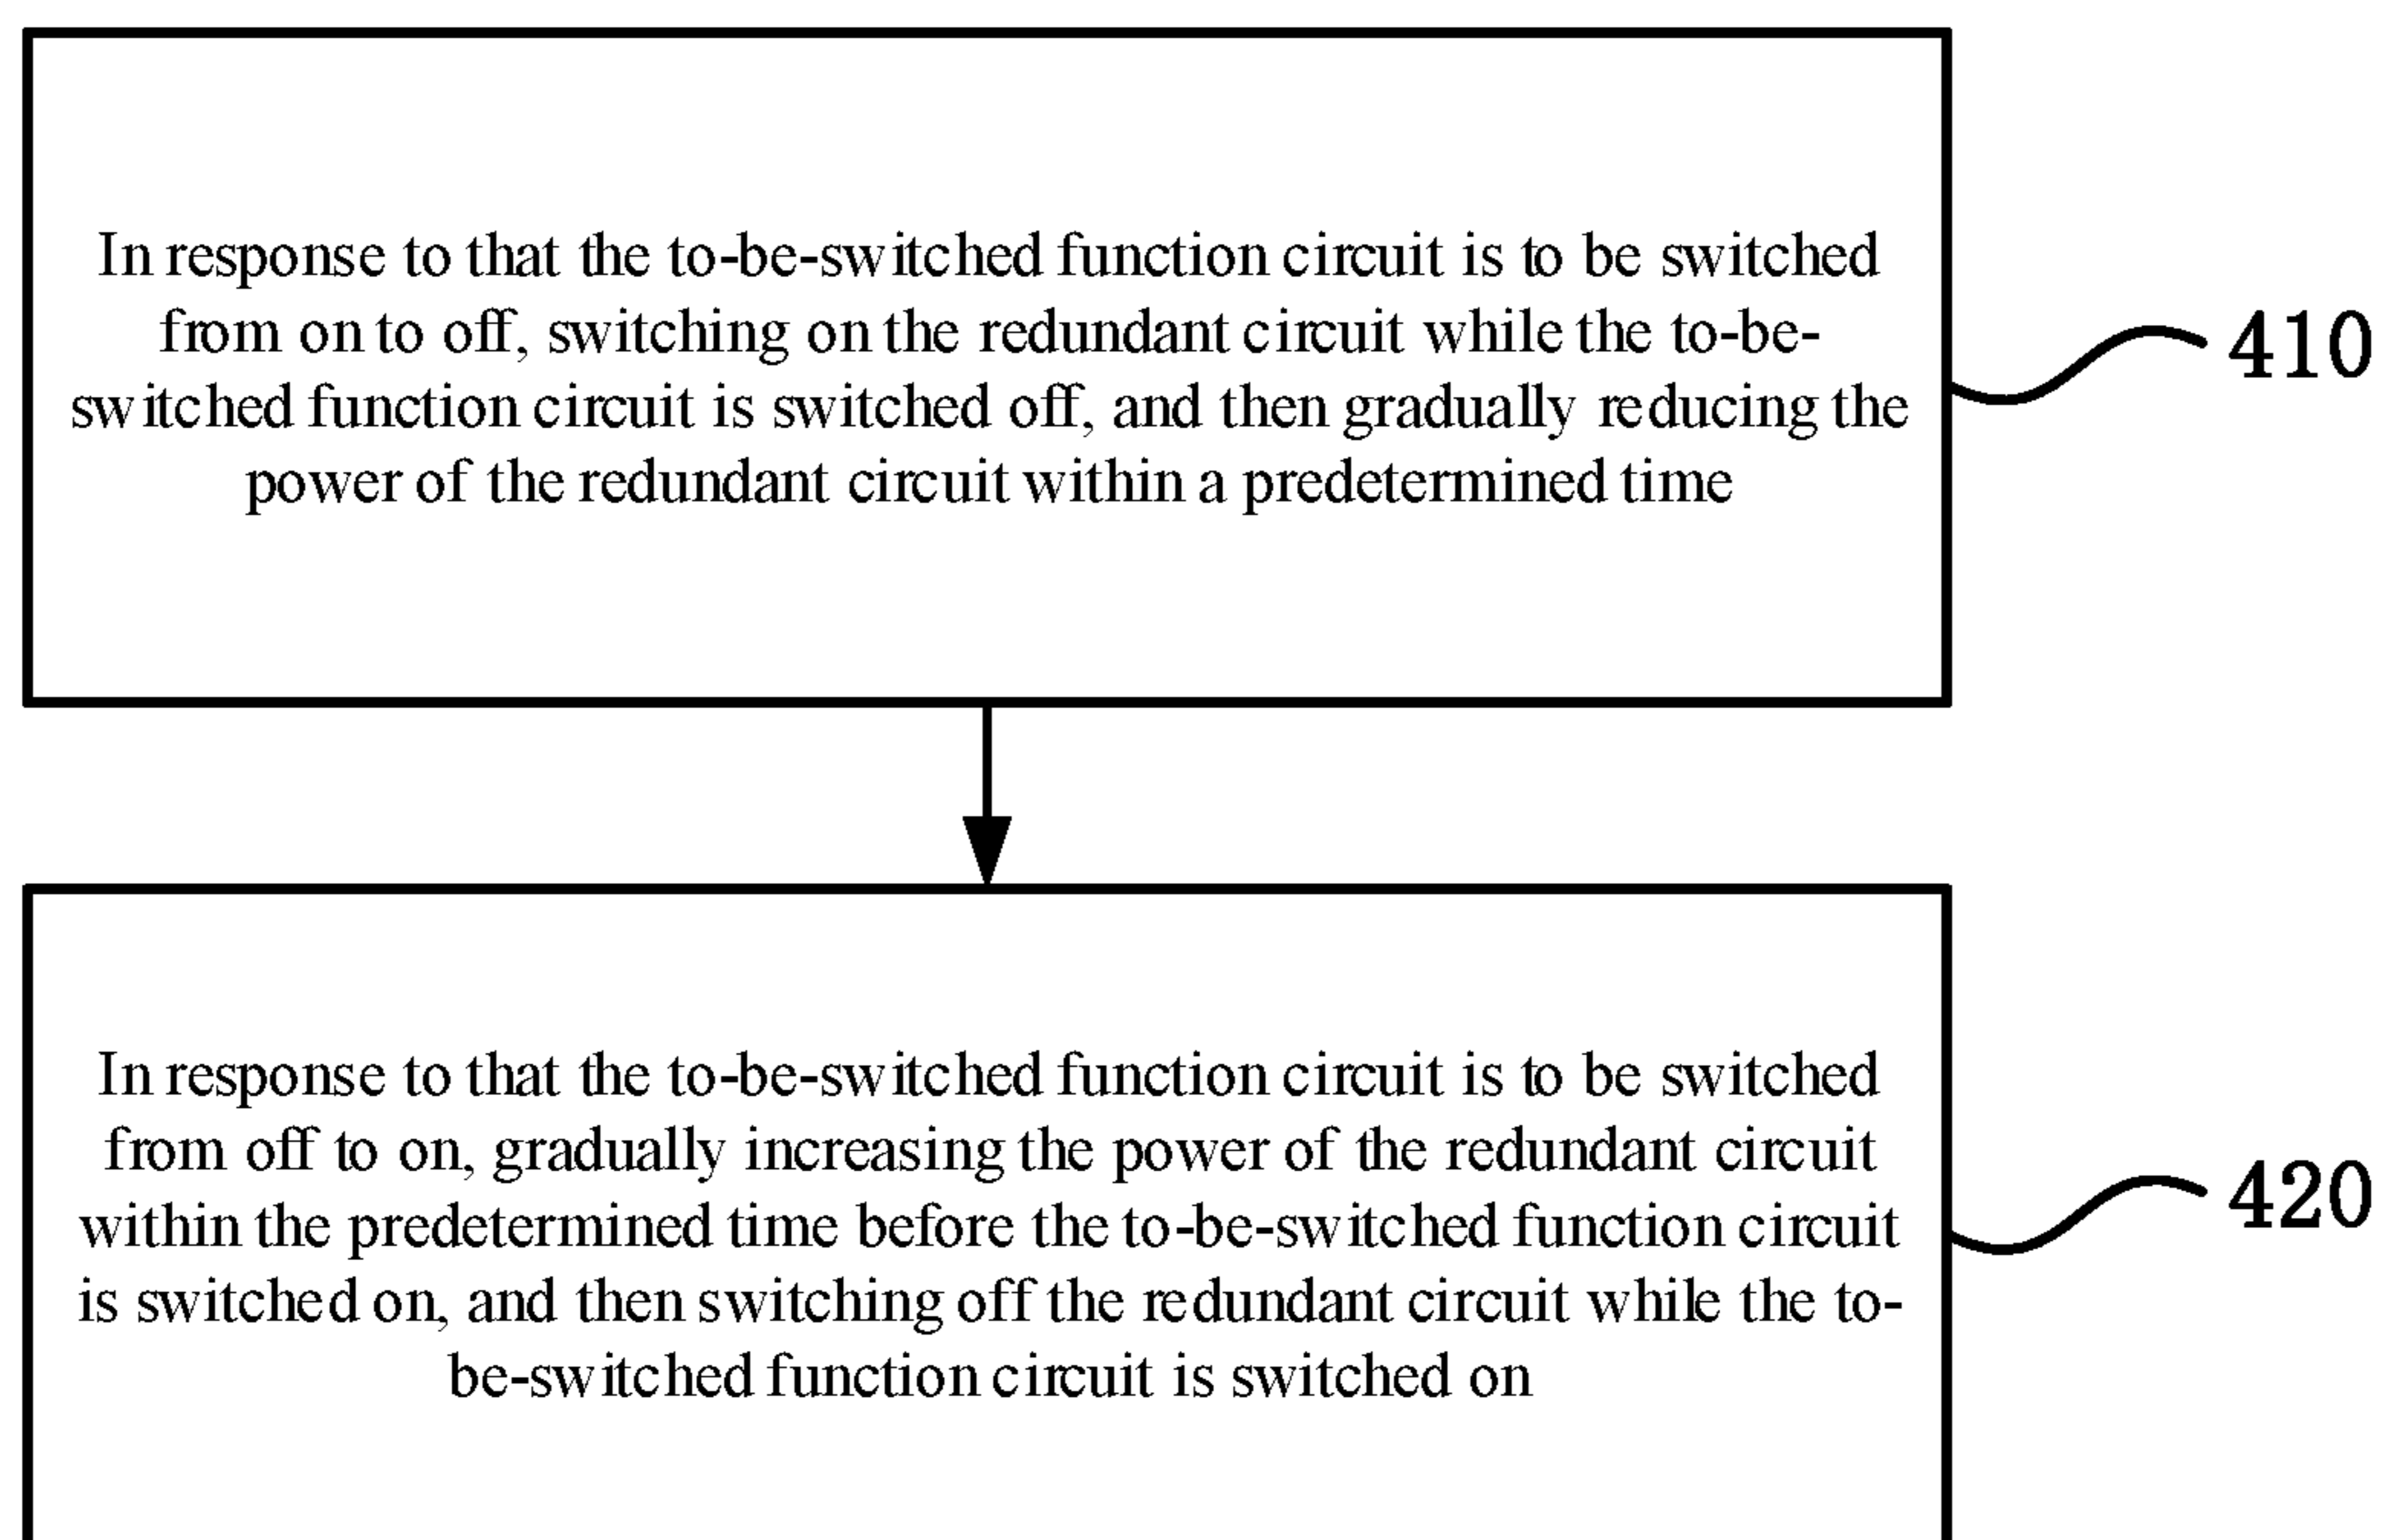 In response to that the to-be-switched function circuit is to be switched
from on to off, switching on the redundant circuit while the to-be-
switched function circuit is switched off, and then gradually reducing the
power of the redundant circuit within a predetermined time
410
In response to that the to-be-switched function circuit is to be switched
from off to on, gradually increasing the power of the redundant circuit
within the predetermined time before the to-be-switched function circuit
is switched on, and then switching off the redundant circuit while the to-
be-switched function circuit is switched on
420